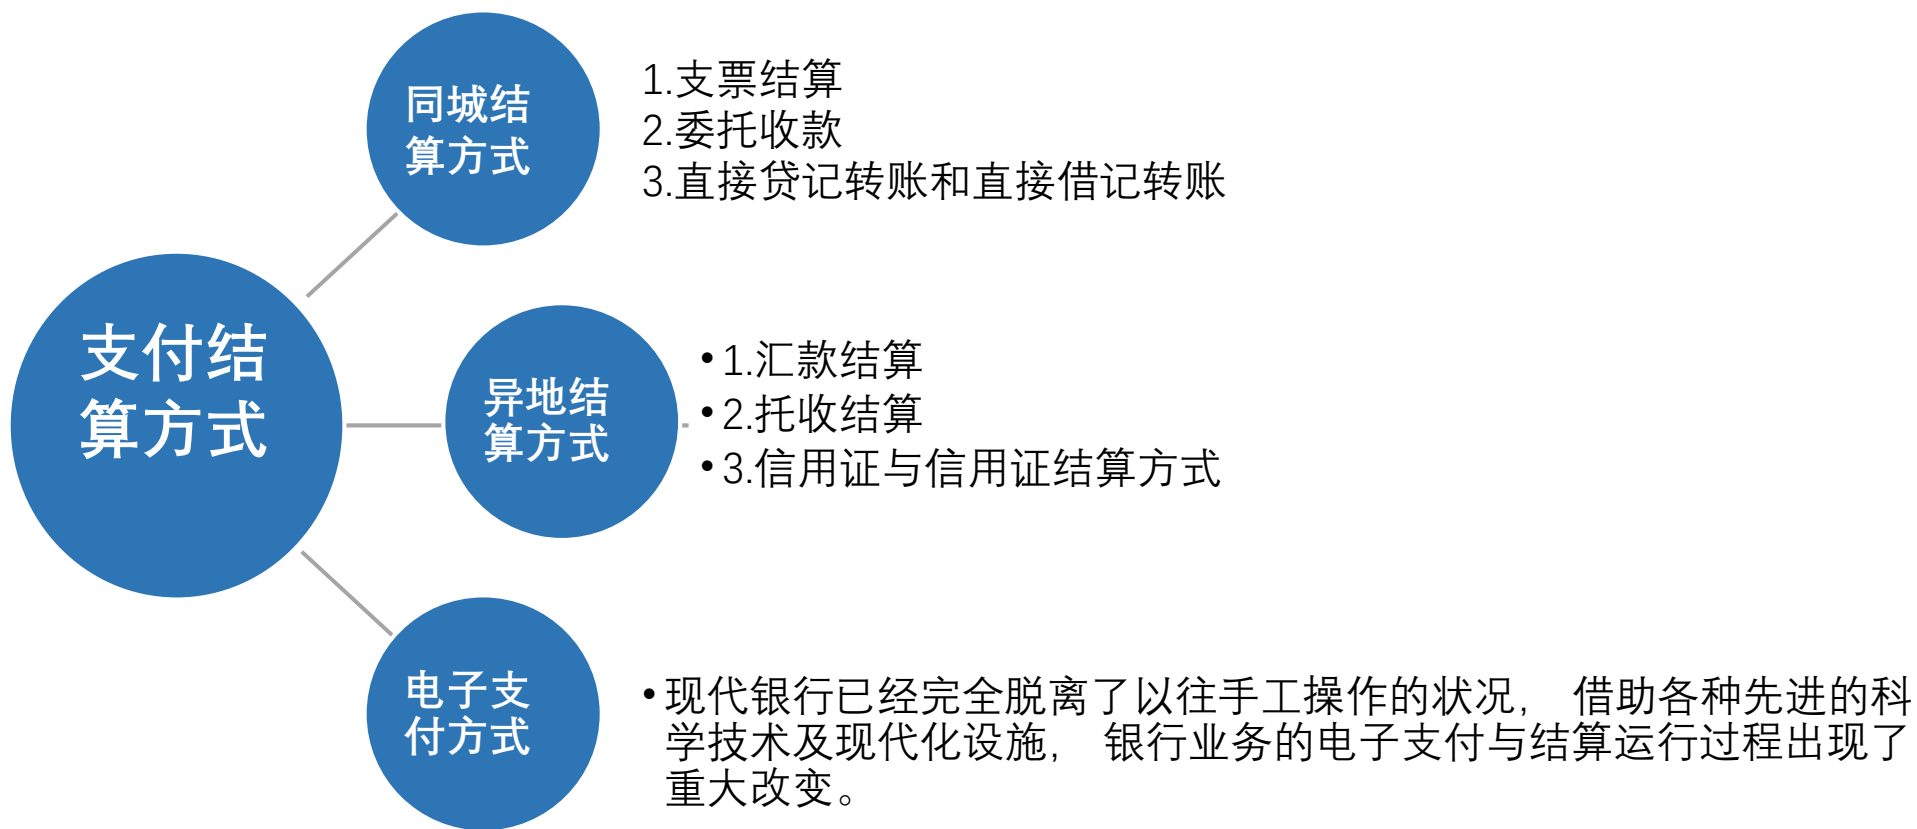 同城结
算方式
1.支票结算
2.委托收款
3.直接贷记转账和直接借记转账
支付结
算方式
异地结
算方式
•1.汇款结算
•2.托收结算
•3.信用证与信用证结算方式
电子支
付方式
•现代银行已经完全脱离了以往手工操作的状况， 借助各种先进的科
学技术及现代化设施， 银行业务的电子支付与结算运行过程出现了
重大改变。